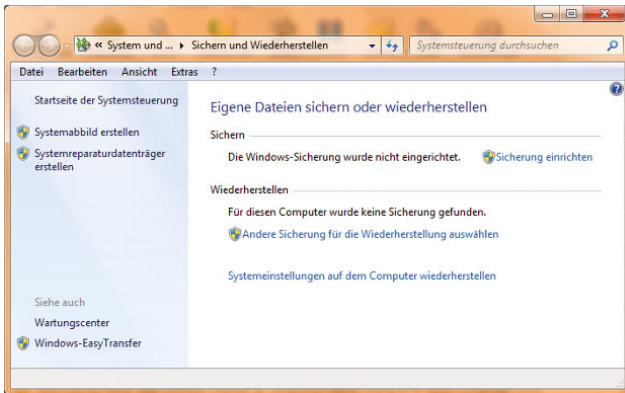 « System und ... ▸ Sichern und Wiederherstellen
Systemsteuerung durchsuchen
Datei Bearbeiten Ansicht Extras ?
Startseite der Systemsteuerung
Systemabbild erstellen
Systemreparaturdatenträger
erstellen
Eigene Dateien sichern oder wiederherstellen
Sichern
Die Windows-Sicherung wurde nicht eingerichtet. Sicherung einrichten
Wiederherstellen
Für diesen Computer wurde keine Sicherung gefunden.
Andere Sicherung für die Wiederherstellung auswählen
Systemeinstellungen auf dem Computer wiederherstellen
Siehe auch
Wartungscenter
Windows-EasyTransfer